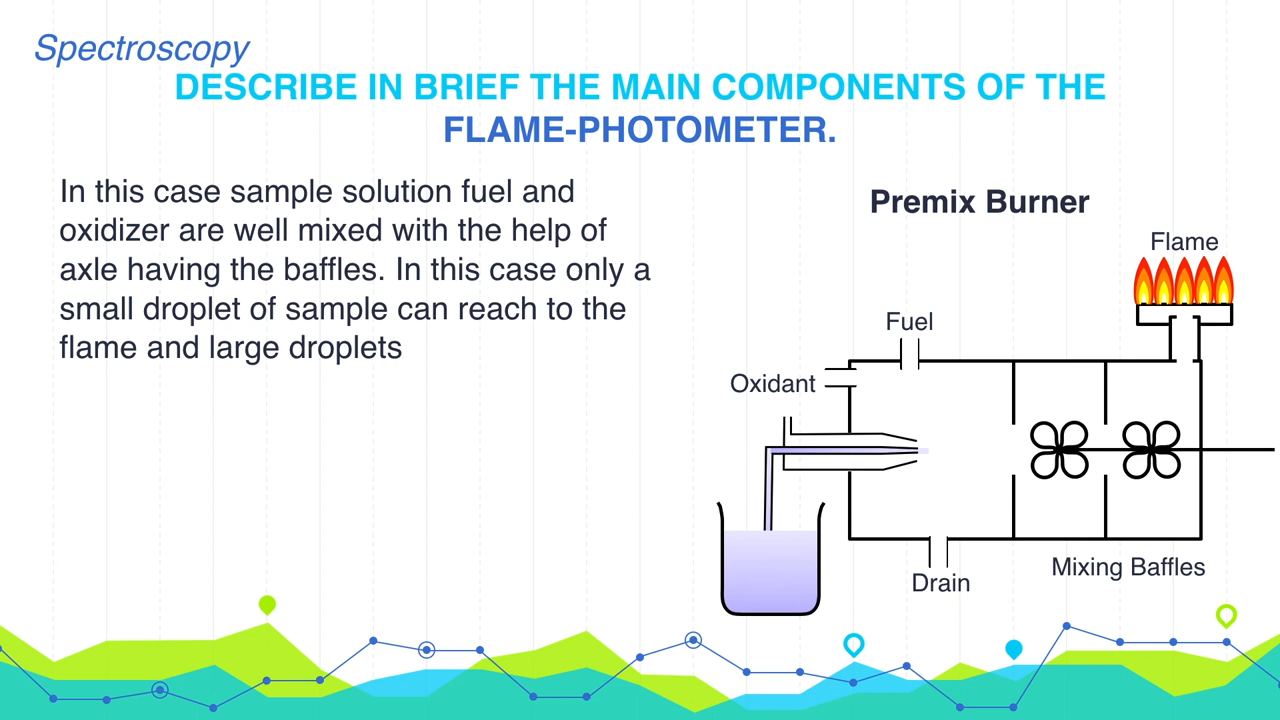 Spectroscopy
DESCRIBE IN BRIEF THE MAIN COMPONENTS OF THE
FLAME-PHOTOMETER.
In this case sample solution fuel and
oxidizer are well mixed with the help of
axle having the baffles. In this case only a
small droplet of sample can reach to the
flame and large droplets
Premix Burner
Flame
Fuel
Oxidant
Mixing Baffles
Drain